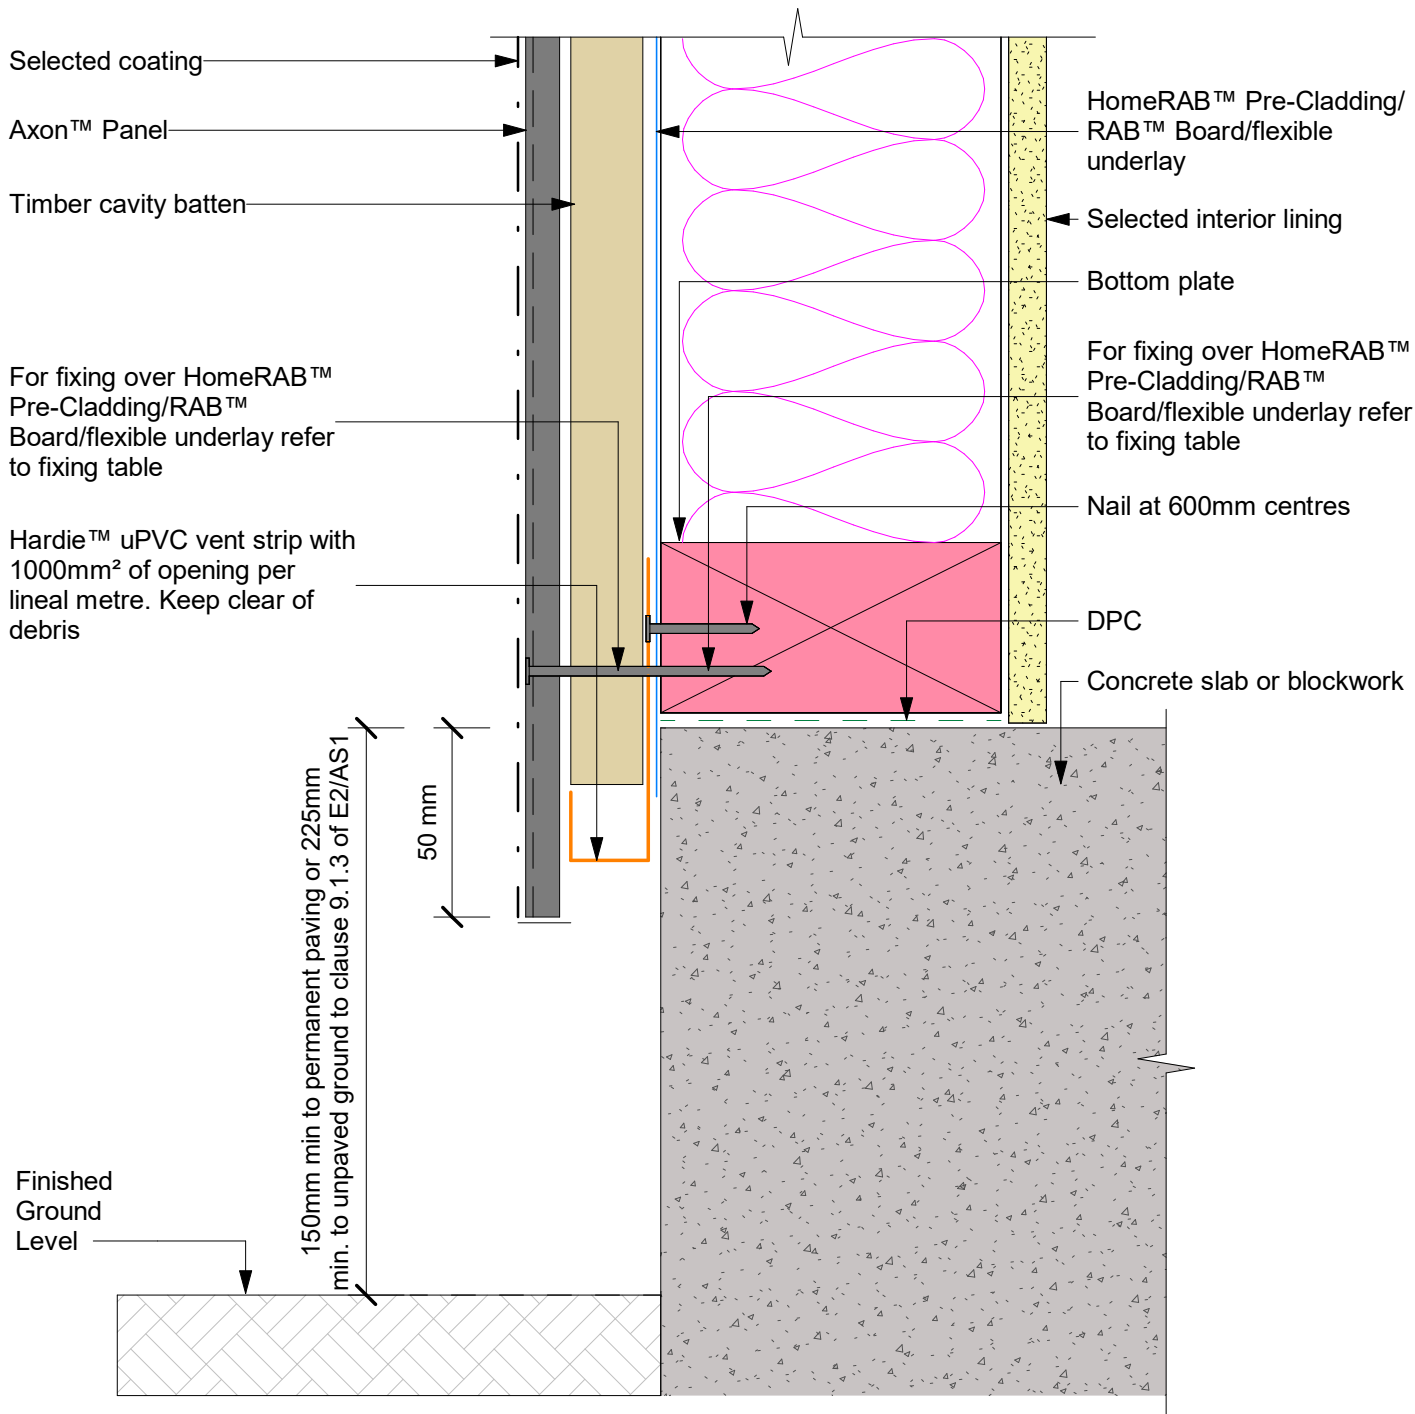 Selected coating
Axon™ Panel
Timber cavity batten
For fixing over HomeRAB™
Pre-Cladding/RAB™
Board/flexible underlay refer
to fixing table
Hardie™ uPVC vent strip with
1000mm² of opening per
lineal metre. Keep clear of
debris
HomeRAB™ Pre-Cladding/
RAB™ Board/flexible
underlay
Selected interior lining
Bottom plate
For fixing over HomeRAB™
Pre-Cladding/RAB™
Board/flexible underlay refer
to fixing table
Nail at 600mm centres
DPC
Concrete slab or blockwork
50 mm
150mm min to permanent paving or 225mm
min. to unpaved ground to clause 9.1.3 of E2/AS1
Finished
Ground
Level